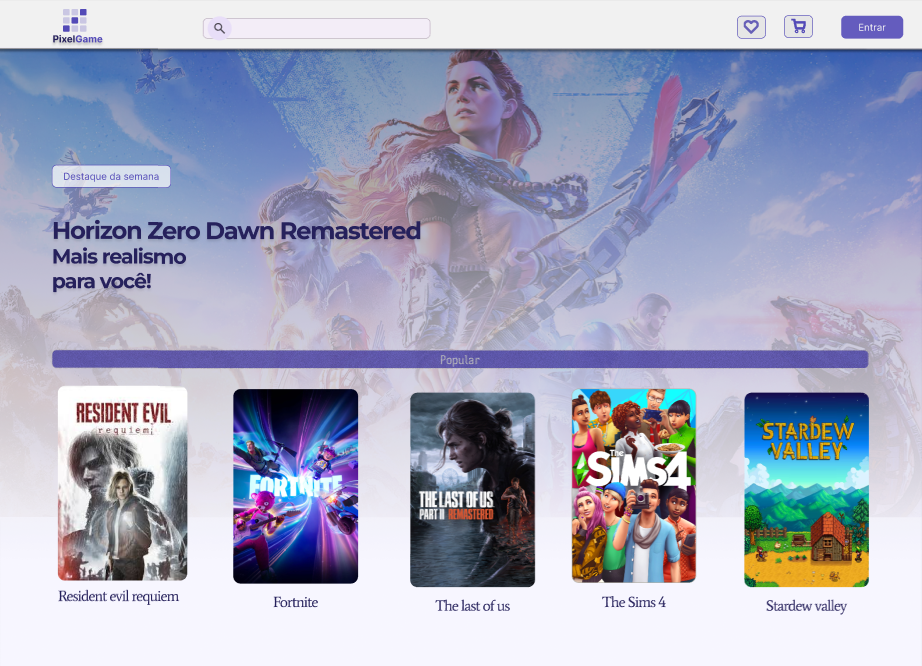 PixelGame
Entrar
Destaque da semana
Horizon Zero Dawn Remastered
Mais realismo
para você!
Popular
RESIDENT EVIL
requiem
FORTNITE
THE LAST OF US
PART II REMASTERED
The
SIMS4
STARDEW
VALLEY
Resident evil requiem
Fortnite
The last of us
The Sims 4
Stardew valley